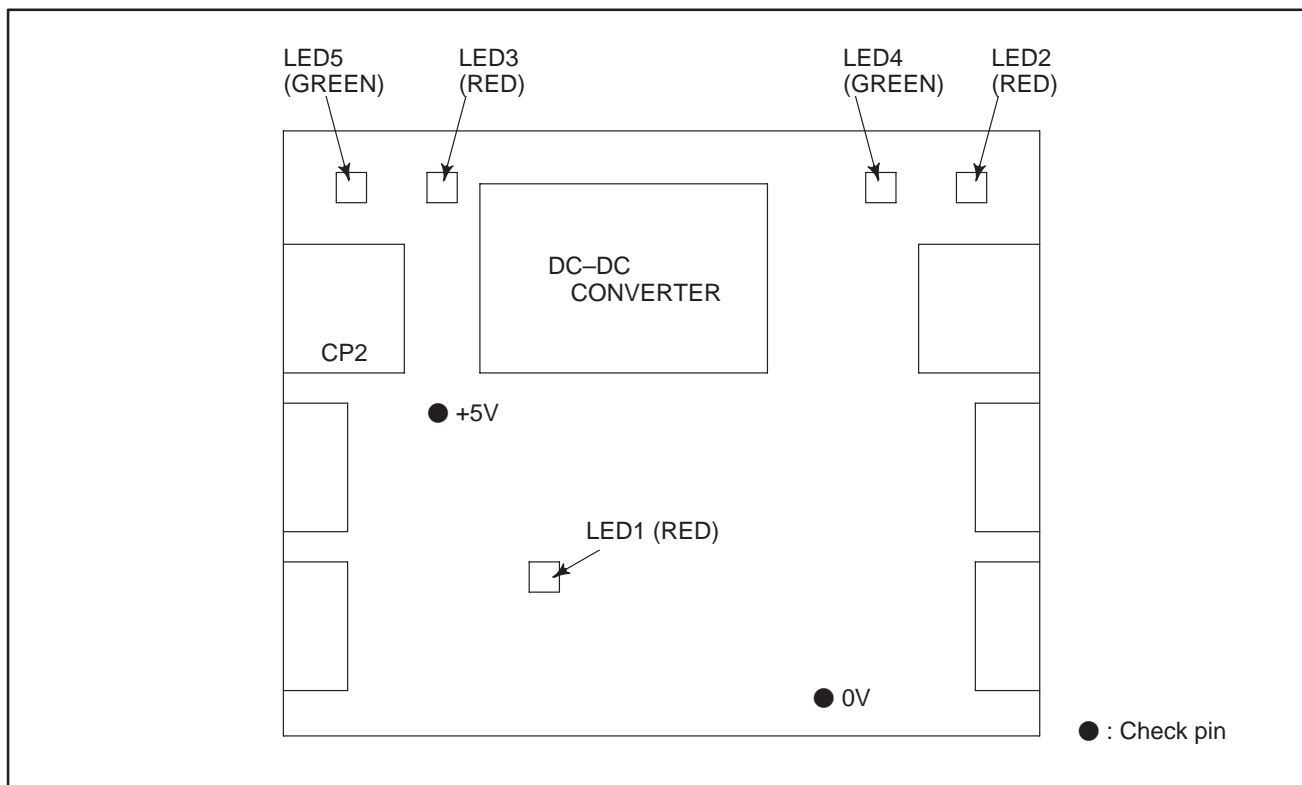 LED5
(GREEN)
LED3
(RED)
LED4
(GREEN)
LED2
(RED)
DC–DC
CONVERTER
CP2
+5V
LED1 (RED)
0V
: Check pin